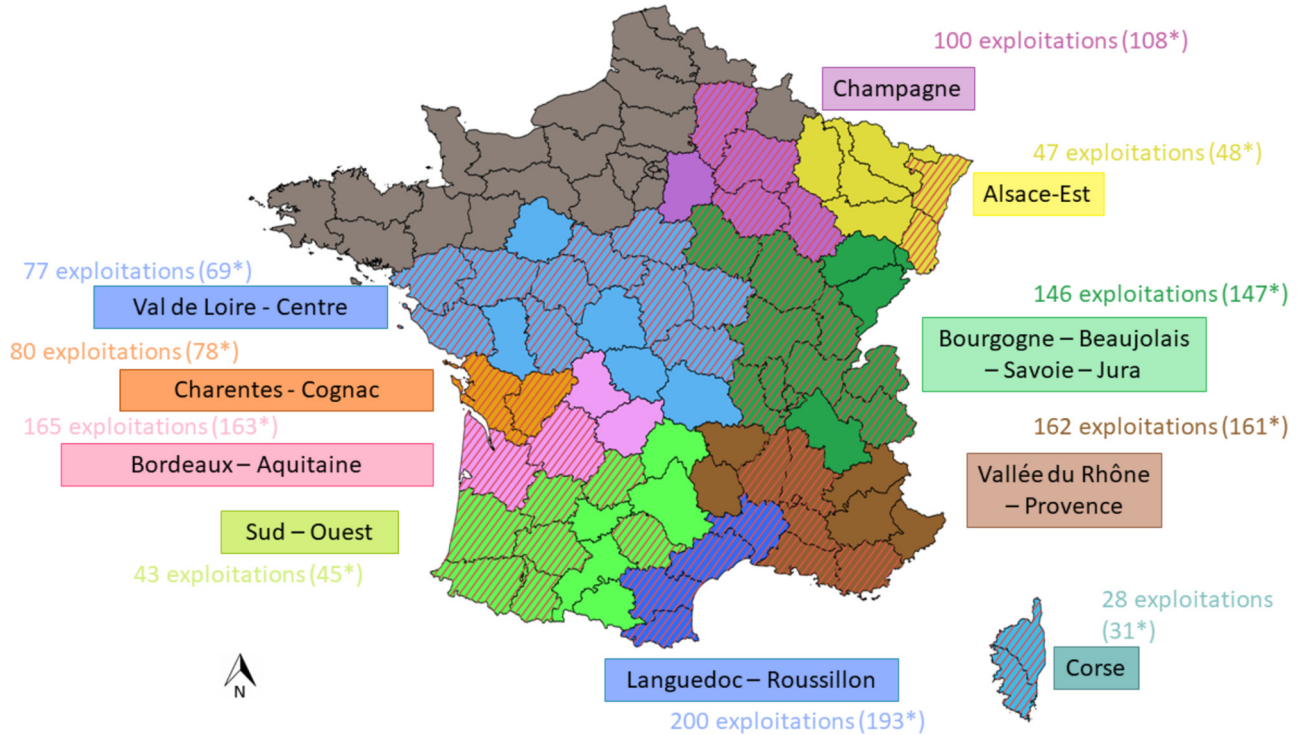 100 exploitations (108*)
Champagne
47 exploitations (48*)
Alsace-Est
77 exploitations (69*)
Val de Loire - Centre
146 exploitations (147*)
Bourgogne – Beaujolais
– Savoie – Jura
80 exploitations (78*)
Charentes - Cognac
165 exploitations (163*)
Bordeaux – Aquitaine
162 exploitations (161*)
Vallée du Rhône
– Provence
Sud – Ouest
43 exploitations (45*)
28 exploitations
(31*)
Corse
N
Languedoc – Roussillon
200 exploitations (193*)